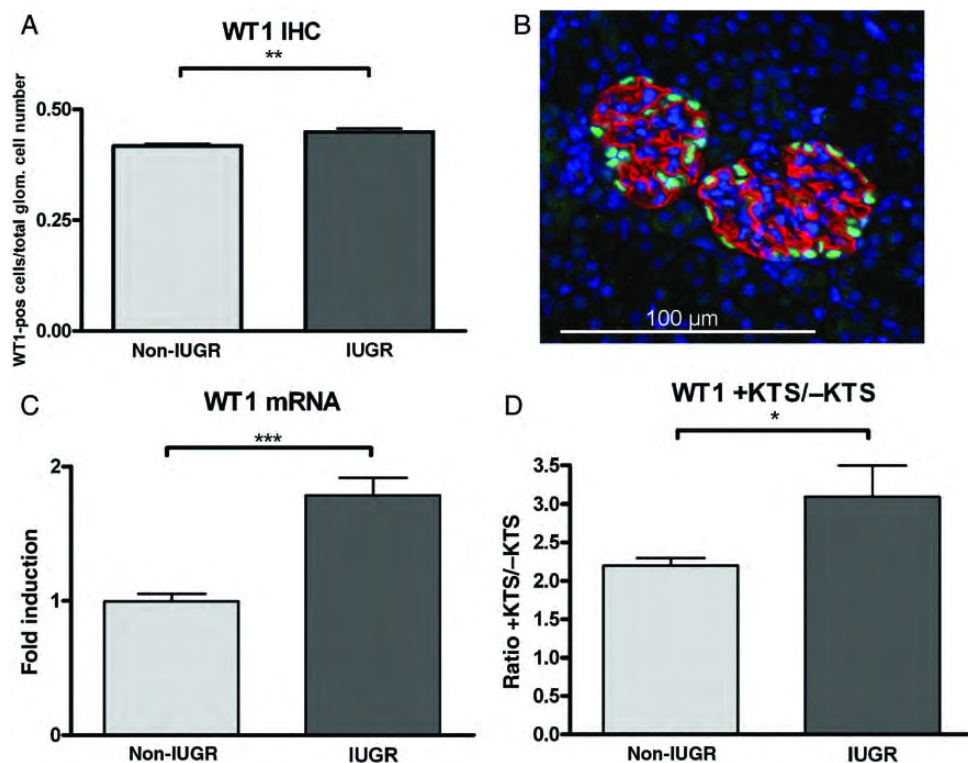 A
WT1 IHC
**
WT1-pos cells/total glom. cell number
0.50
0.25
0.00
Non-IUGR
IUGR
B
100 µm
C
WT1 mRNA
***
Fold induction
2
1
0
Non-IUGR
IUGR
D
WT1 +KTS/–KTS
*
Ratio +KTS/–KTS
3.5
3.0
2.5
2.0
1.5
1.0
0.5
0.0
Non-IUGR
IUGR